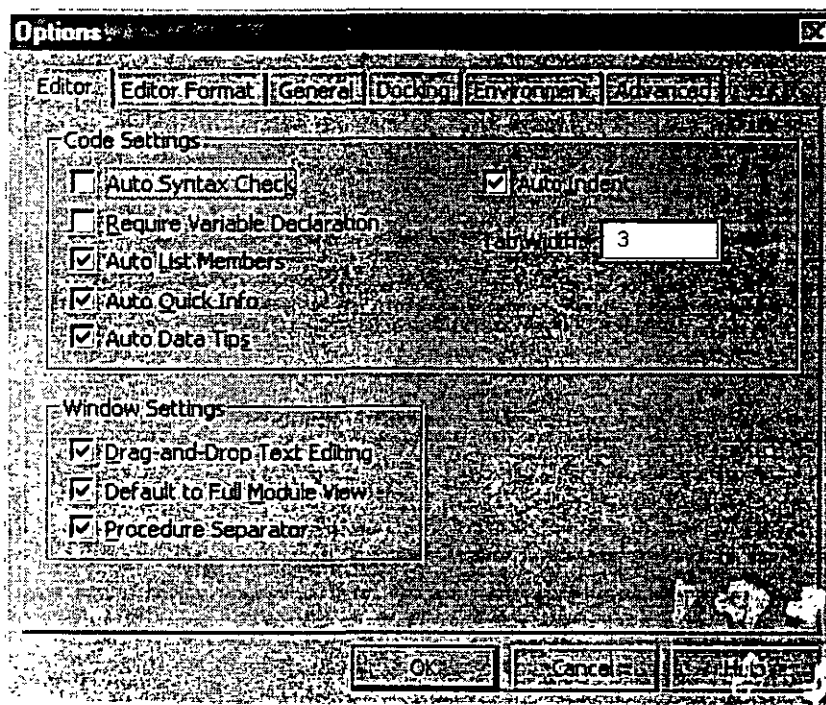 Options
Editor Editor Format General Docking Environment Advanced
Code Settings
Auto Syntax Check
Auto Indent
Require Variable Declaration
Tab Width: 3
Auto List Members
Auto Quick Info
Auto Data Tips
Window Settings
Drag-and-Drop Text Editing
Default to Full Module View
Procedure Separator
OK Cancel Help